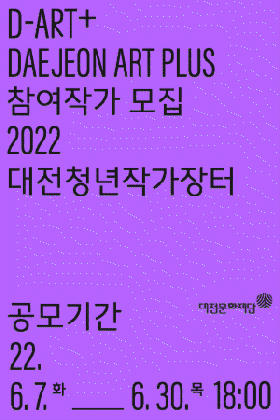 D-ART+
DAEJEON ART PLUS
참여작가 모집
2022
대전청년작가장터
대전문화재단
공모기간
22.
6.7.화 ___ 6.30.목 18:00